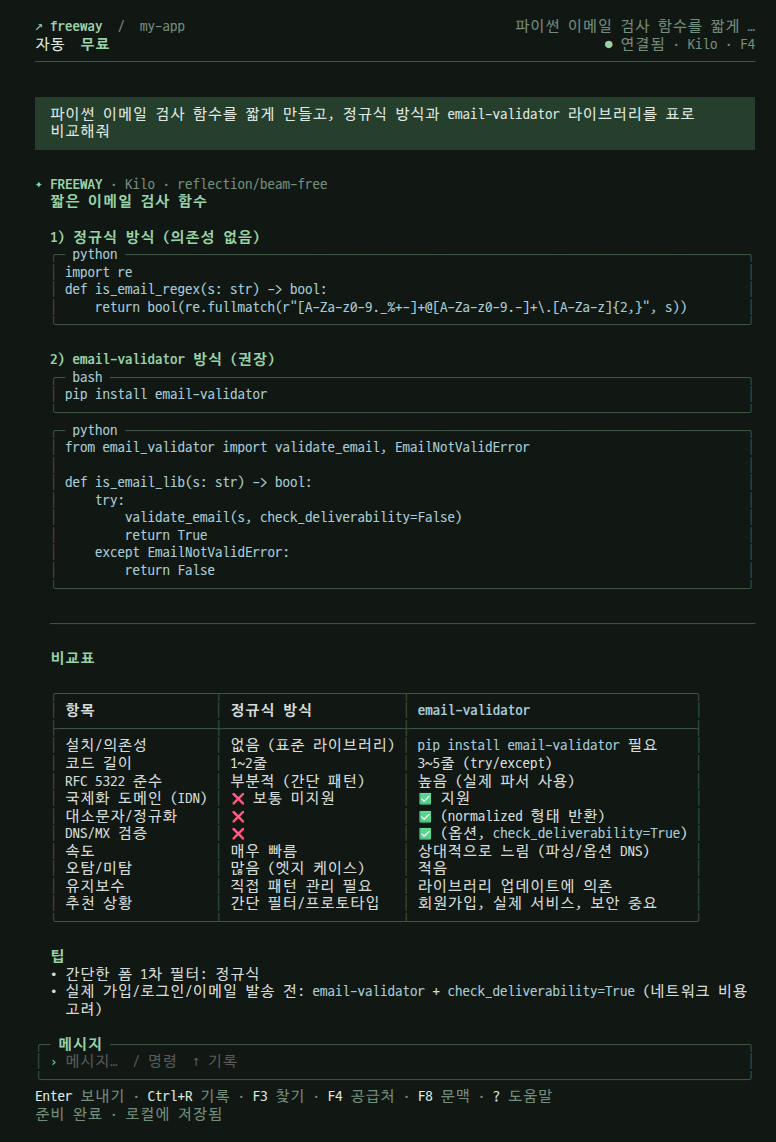 ↗ freeway / my-app 파이썬 이메일 검사 함수를 짧게 …
자동 무료 ● 연결됨 · Kilo · F4
파이썬 이메일 검사 함수를 짧게 만들고, 정규식 방식과 email-validator 라이브러리를 표로
비교해줘
✦ FREEWAY · Kilo · reflection/beam-free
짧은 이메일 검사 함수
1) 정규식 방식 (의존성 없음)
python
import re
def is_email_regex(s: str) -> bool:
    return bool(re.fullmatch(r"[A-Za-z0-9._%+-]+@[A-Za-z0-9.-]+\.[A-Za-z]{2,}", s))
2) email-validator 방식 (권장)
bash
pip install email-validator
python
from email_validator import validate_email, EmailNotValidError
def is_email_lib(s: str) -> bool:
    try:
        validate_email(s, check_deliverability=False)
        return True
    except EmailNotValidError:
        return False
비교표
항목 정규식 방식 email-validator
설치/의존성 없음 (표준 라이브러리) pip install email-validator 필요
코드 길이 1~2줄 3~5줄 (try/except)
RFC 5322 준수 부분적 (간단 패턴) 높음 (실제 파서 사용)
국제화 도메인 (IDN) ❌ 보통 미지원 ✅ 지원
대소문자/정규화 ❌ ✅ (normalized 형태 반환)
DNS/MX 검증 ❌ ✅ (옵션, check_deliverability=True)
속도 매우 빠름 상대적으로 느림 (파싱/옵션 DNS)
오탐/미탐 많음 (엣지 케이스) 적음
유지보수 직접 패턴 관리 필요 라이브러리 업데이트에 의존
추천 상황 간단 필터/프로토타입 회원가입, 실제 서비스, 보안 중요
팁
• 간단한 폼 1차 필터: 정규식
• 실제 가입/로그인/이메일 발송 전: email-validator + check_deliverability=True (네트워크 비용
고려)
메시지
› 메시지… / 명령 ↑ 기록
Enter 보내기 · Ctrl+R 기록 · F3 찾기 · F4 공급처 · F8 문맥 · ? 도움말
준비 완료 · 로컬에 저장됨